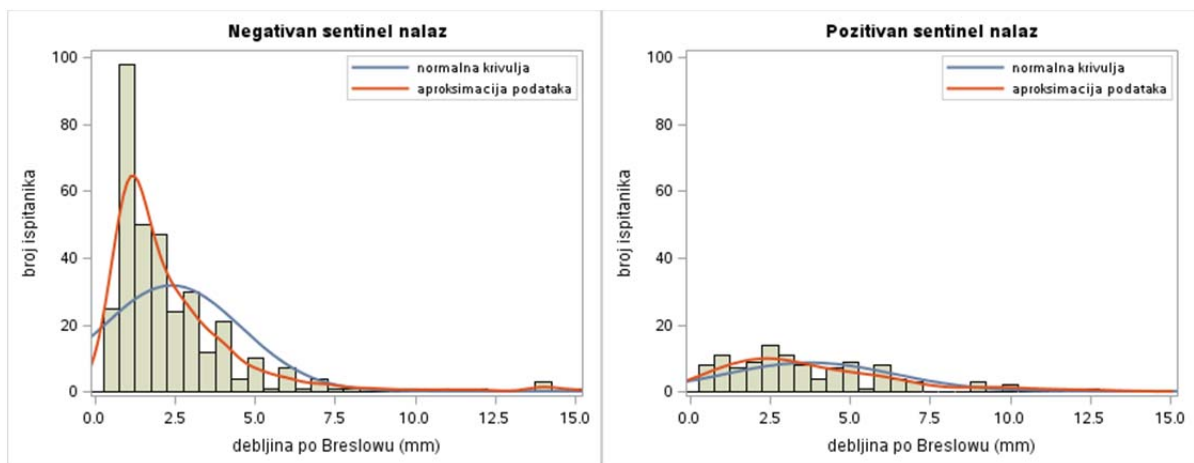 Negativan sentinel nalaz
normalna krivulja
aproksimacija podataka
100
80
60
40
20
0
broj ispitanika
0.0 2.5 5.0 7.5 10.0 12.5 15.0
debljina po Breslowu (mm)
Pozitivan sentinel nalaz
normalna krivulja
aproksimacija podataka
100
80
60
40
20
0
broj ispitanika
0.0 2.5 5.0 7.5 10.0 12.5 15.0
debljina po Breslowu (mm)